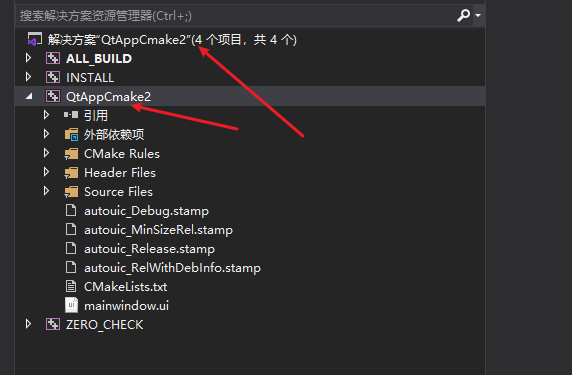 搜索解决方案资源管理器(Ctrl+;)
解决方案"QtAppCmake2"(4 个项目，共 4 个)
ALL_BUILD
INSTALL
QtAppCmake2
引用
外部依赖项
CMake Rules
Header Files
Source Files
autouic_Debug.stamp
autouic_MinSizeRel.stamp
autouic_Release.stamp
autouic_RelWithDebInfo.stamp
CMakeLists.txt
mainwindow.ui
ZERO_CHECK